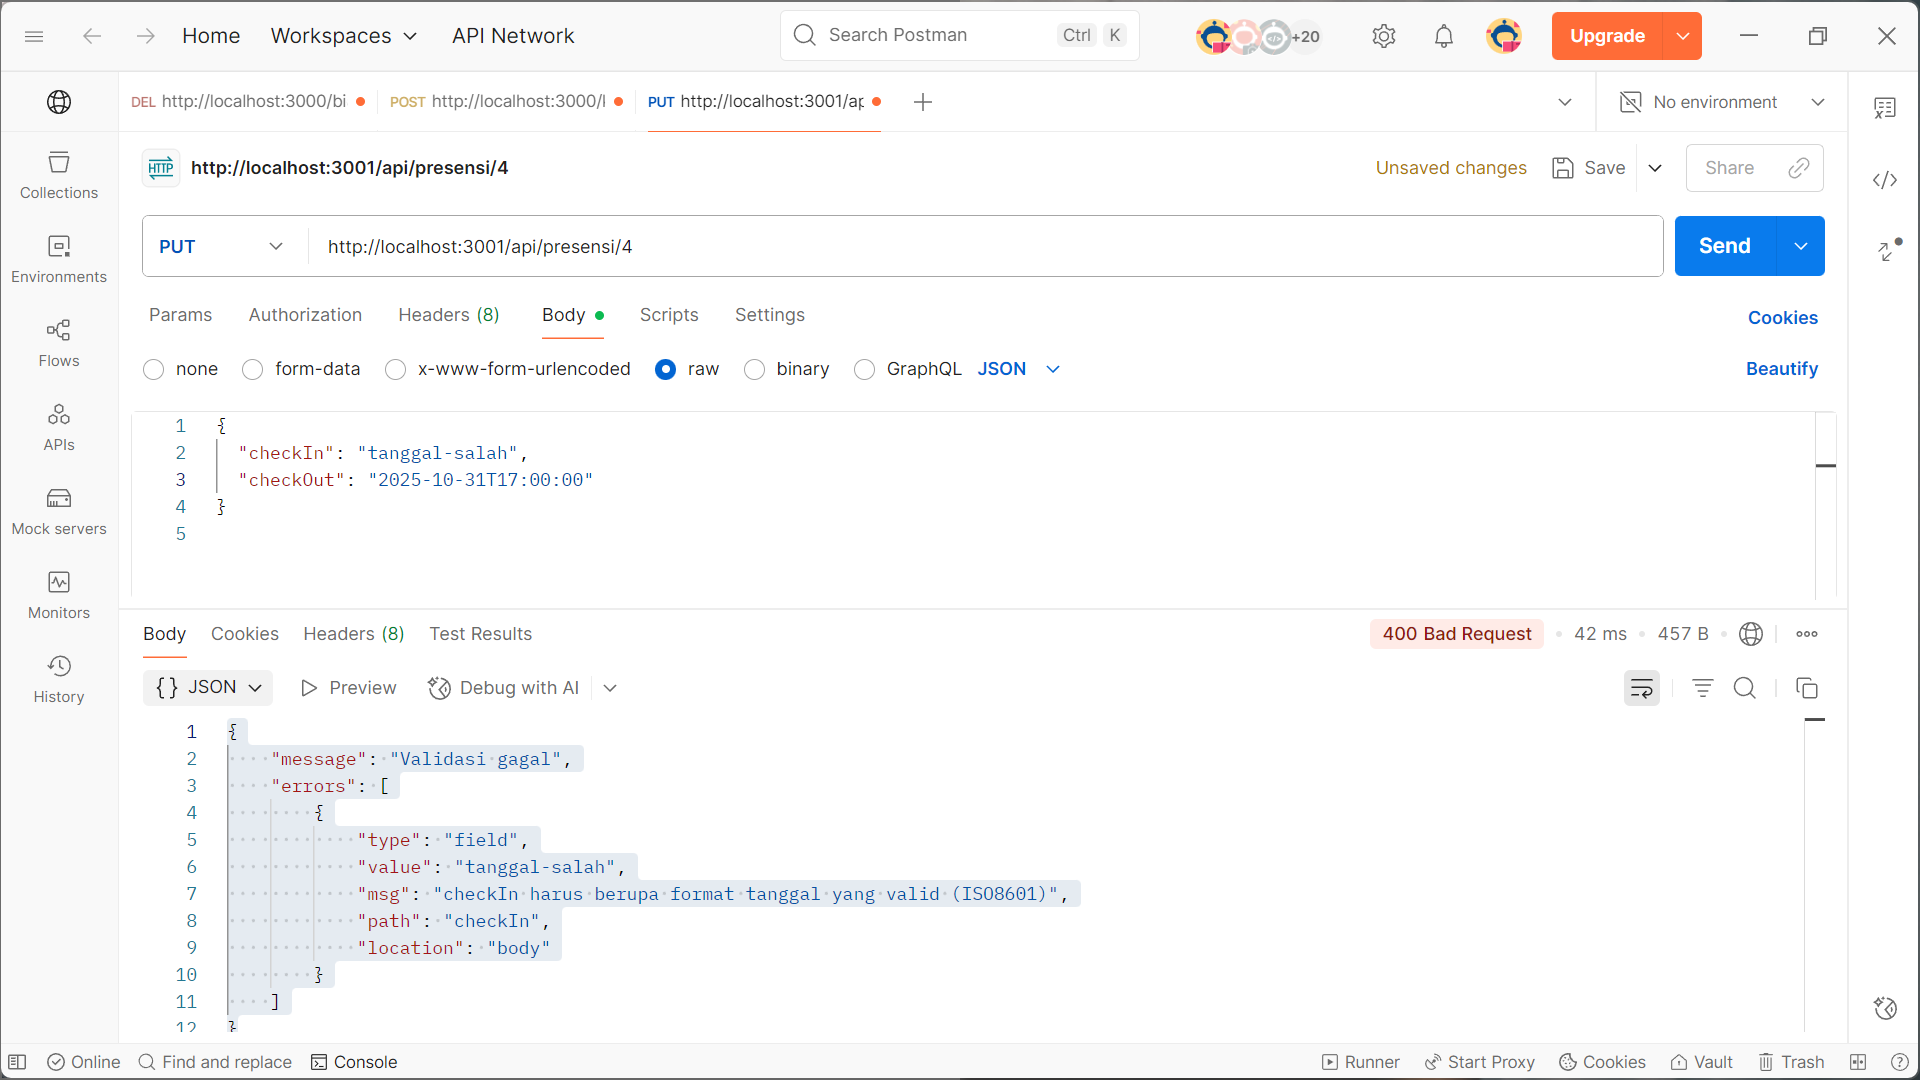 Home Workspaces API Network Search Postman Ctrl K +20 Upgrade
DEL http://localhost:3000/bi POST http://localhost:3000/l PUT http://localhost:3001/ap No environment
HTTP http://localhost:3001/api/presensi/4 Unsaved changes Save Share
PUT http://localhost:3001/api/presensi/4 Send
Params Authorization Headers (8) Body Scripts Settings Cookies
none form-data x-www-form-urlencoded raw binary GraphQL JSON Beautify
1 {
2 "checkIn": "tanggal-salah",
3 "checkOut": "2025-10-31T17:00:00"
4 }
5
Collections
Environments
Flows
APIs
Mock servers
Monitors
History
Body Cookies Headers (8) Test Results 400 Bad Request 42 ms 457 B
{} JSON Preview Debug with AI
1 {
2 "message": "Validasi gagal",
3 "errors": [
4 {
5 "type": "field",
6 "value": "tanggal-salah",
7 "msg": "checkIn harus berupa format tanggal yang valid (ISO8601)",
8 "path": "checkIn",
9 "location": "body"
10 }
11 ]
12 }
Online Find and replace Console Runner Start Proxy Cookies Vault Trash